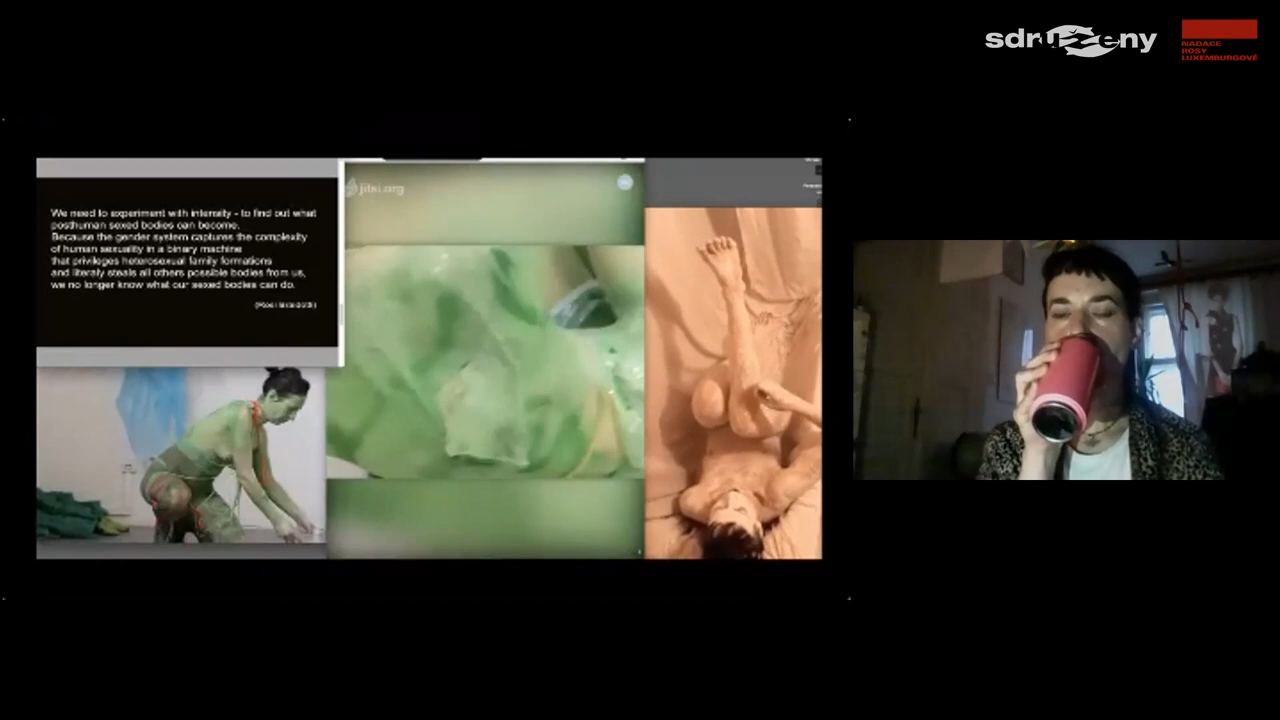 sdruženy
NADACE
ROSY
LUXEMBURGOVÉ
jitsi.org
We need to experiment with intensity - to find out what
posthuman sexed bodies can become.
Because the gender system captures the complexity
of human sexuality in a binary machine
that privileges heterosexual family formations
and literaly steals all others possible bodies from us,
we no longer know what our sexed bodies can do.